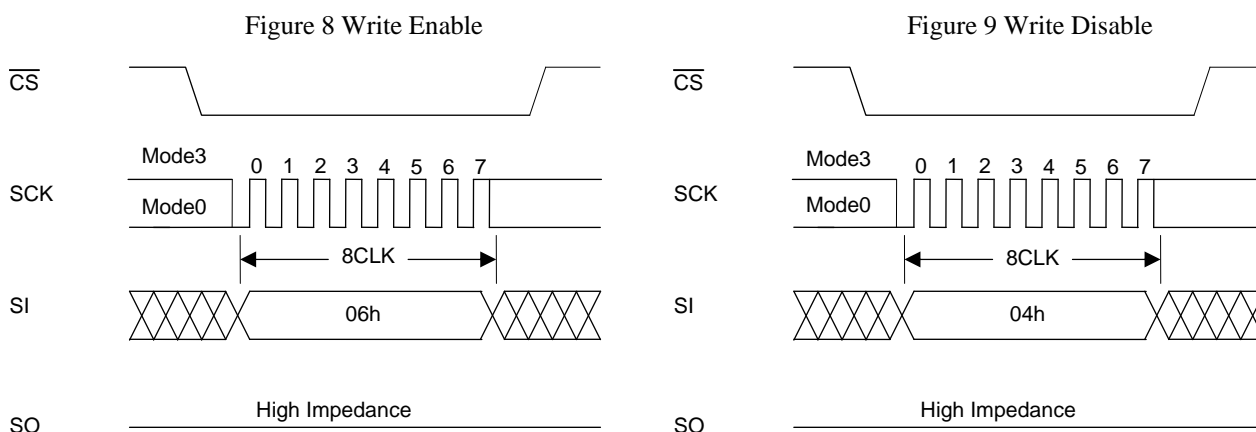 Figure 8 Write Enable
CS
Mode3
0 1 2 3 4 5 6 7
SCK
Mode0
8CLK
SI
06h
High Impedance
SO
Figure 9 Write Disable
CS
Mode3
0 1 2 3 4 5 6 7
SCK
Mode0
8CLK
SI
04h
High Impedance
SO